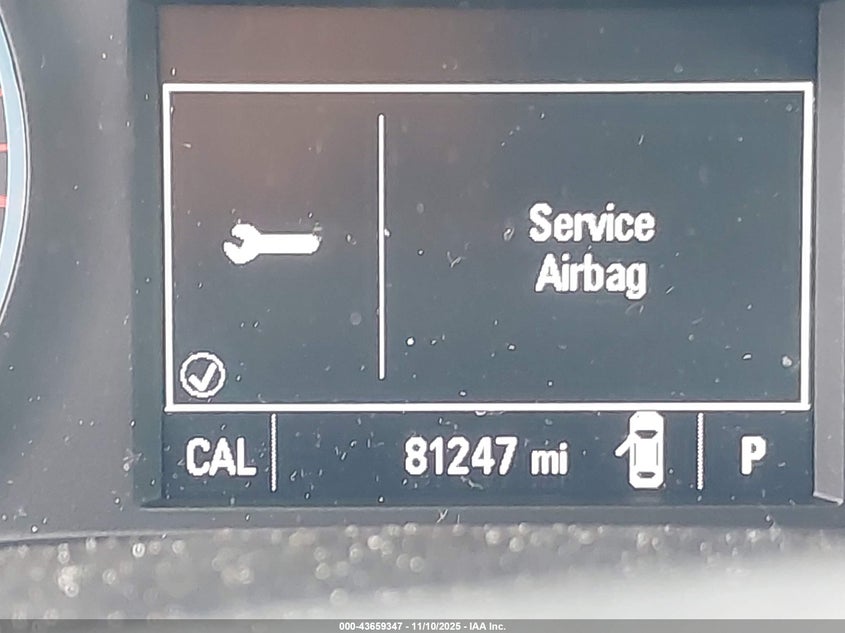 Service
Airbag
CAL 81247 mi P
000-43659347 - 11/10/2025 - IAA Inc.